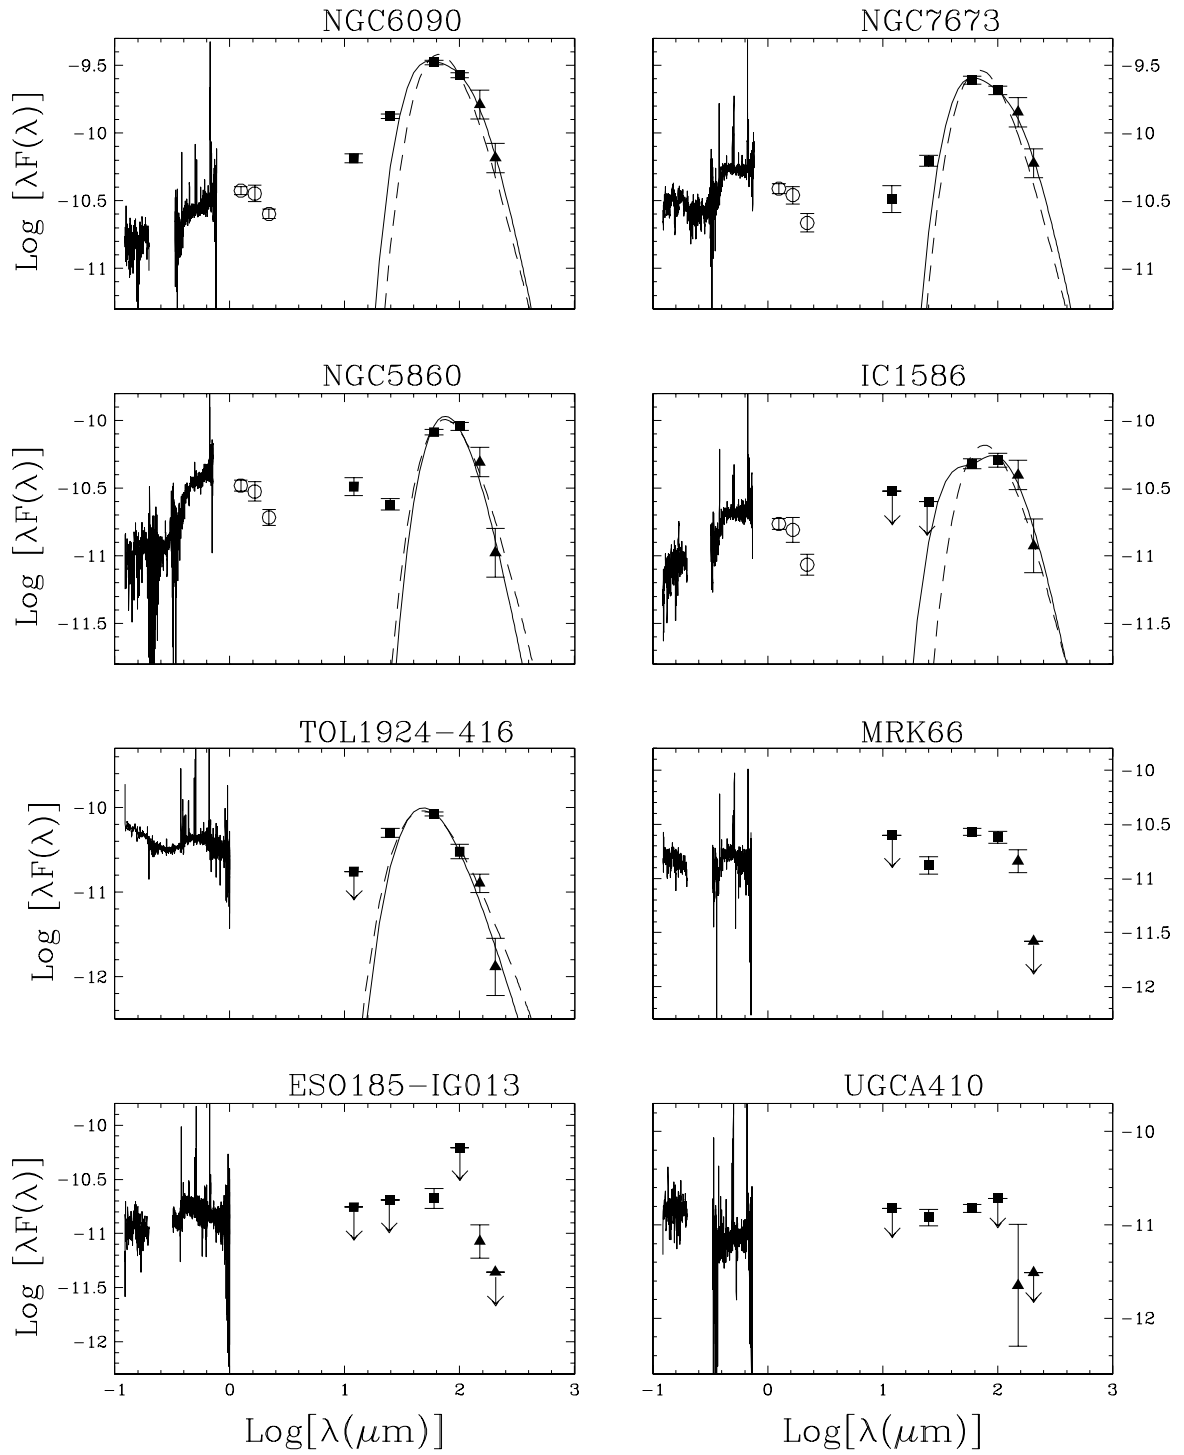 NGC6090
NGC7673
Log [λF(λ)]
−9.5
−10
−10.5
−11
−9.5
−10
−10.5
−11
NGC5860
IC1586
Log [λF(λ)]
−10
−10.5
−11
−11.5
−10
−10.5
−11
−11.5
TOL1924−416
MRK66
Log [λF(λ)]
−10
−11
−12
−10
−10.5
−11
−11.5
−12
ESO185−IG013
UGCA410
Log [λF(λ)]
−10
−10.5
−11
−11.5
−12
−10
−11
−12
−1 0 1 2 3
−1 0 1 2 3
Log[λ(μm)]
Log[λ(μm)]